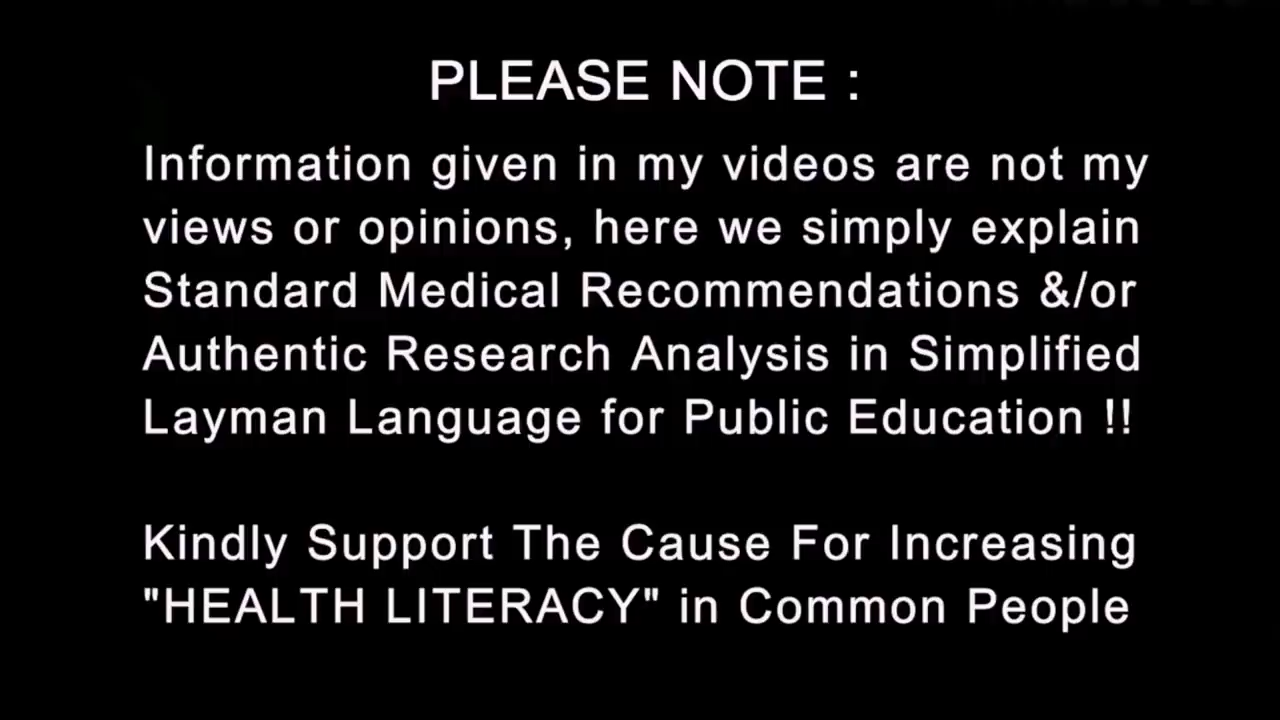 PLEASE NOTE :
Information given in my videos are not my
views or opinions, here we simply explain
Standard Medical Recommendations &/or
Authentic Research Analysis in Simplified
Layman Language for Public Education !!
Kindly Support The Cause For Increasing
"HEALTH LITERACY" in Common People